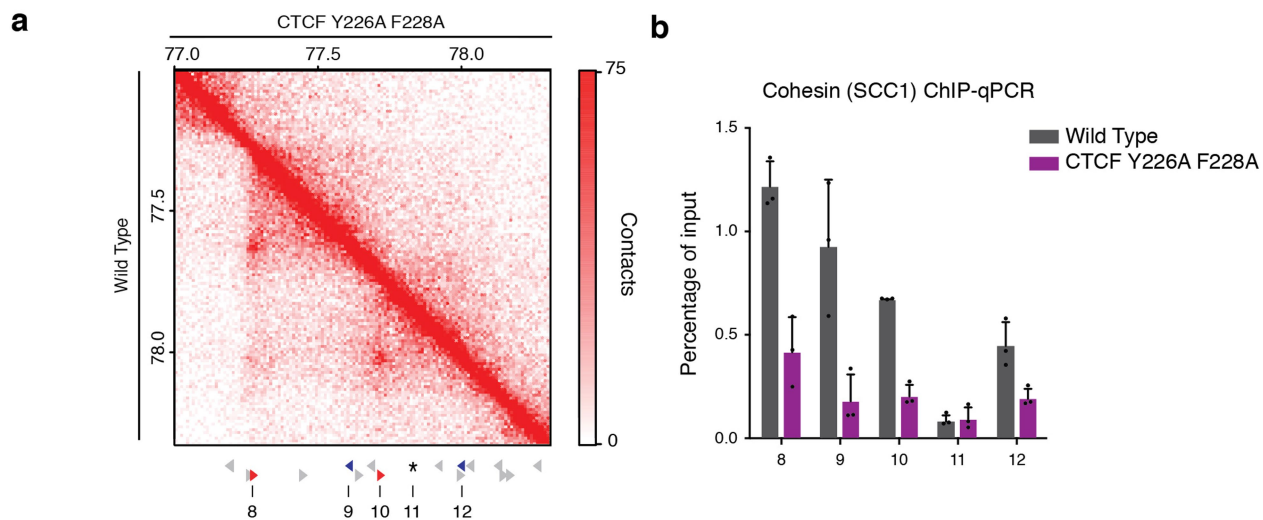 a
CTCF Y226A F228A
77.0 77.5 78.0
Wild Type
77.5
78.0
75
Contacts
0
*
8 9 10 11 12
b
Cohesin (SCC1) ChIP-qPCR
Wild Type
CTCF Y226A F228A
Percentage of input
1.5
1.0
0.5
0.0
8 9 10 11 12